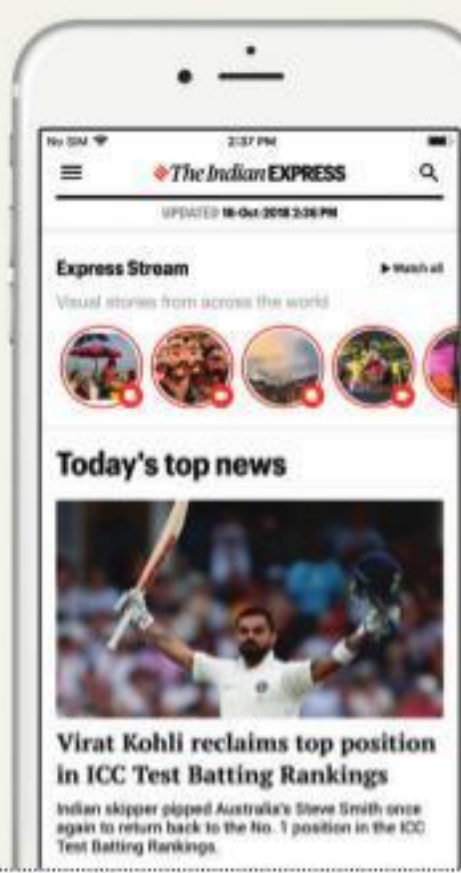 No SIM 2:37 PM
The Indian EXPRESS
UPDATED 16-Oct-2018 2:36 PM
Express Stream Watch all
Visual stories from across the world
Today's top news
Virat Kohli reclaims top position
in ICC Test Batting Rankings
Indian skipper pipped Australia's Steve Smith once
again to return back to the No. 1 position in the ICC
Test Batting Rankings.